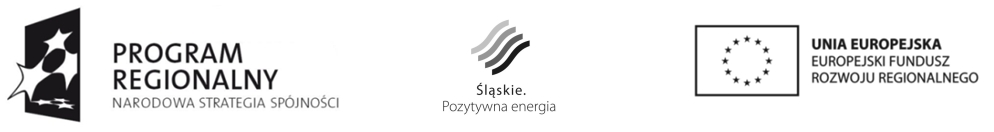 PROGRAM
REGIONALNY
NARODOWA STRATEGIA SPÓJNOŚCI
Śląskie.
Pozytywna energia
UNIA EUROPEJSKA
EUROPEJSKI FUNDUSZ
ROZWOJU REGIONALNEGO